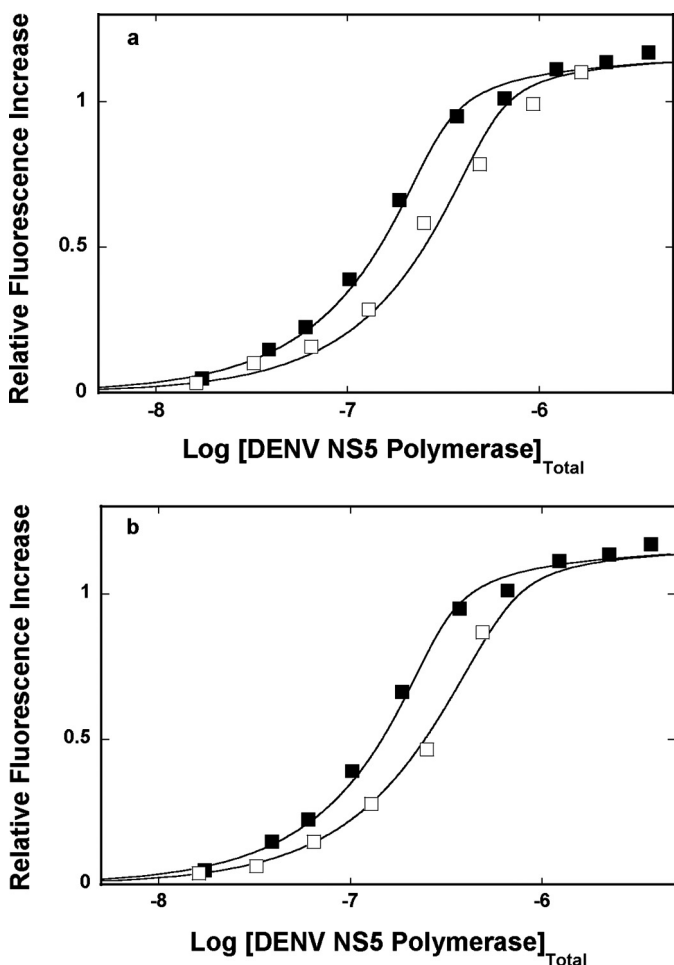 a
1
0.5
0
Relative Fluorescence Increase
-8 -7 -6
Log [DENV NS5 Polymerase]Total
b
1
0.5
0
Relative Fluorescence Increase
-8 -7 -6
Log [DENV NS5 Polymerase]Total